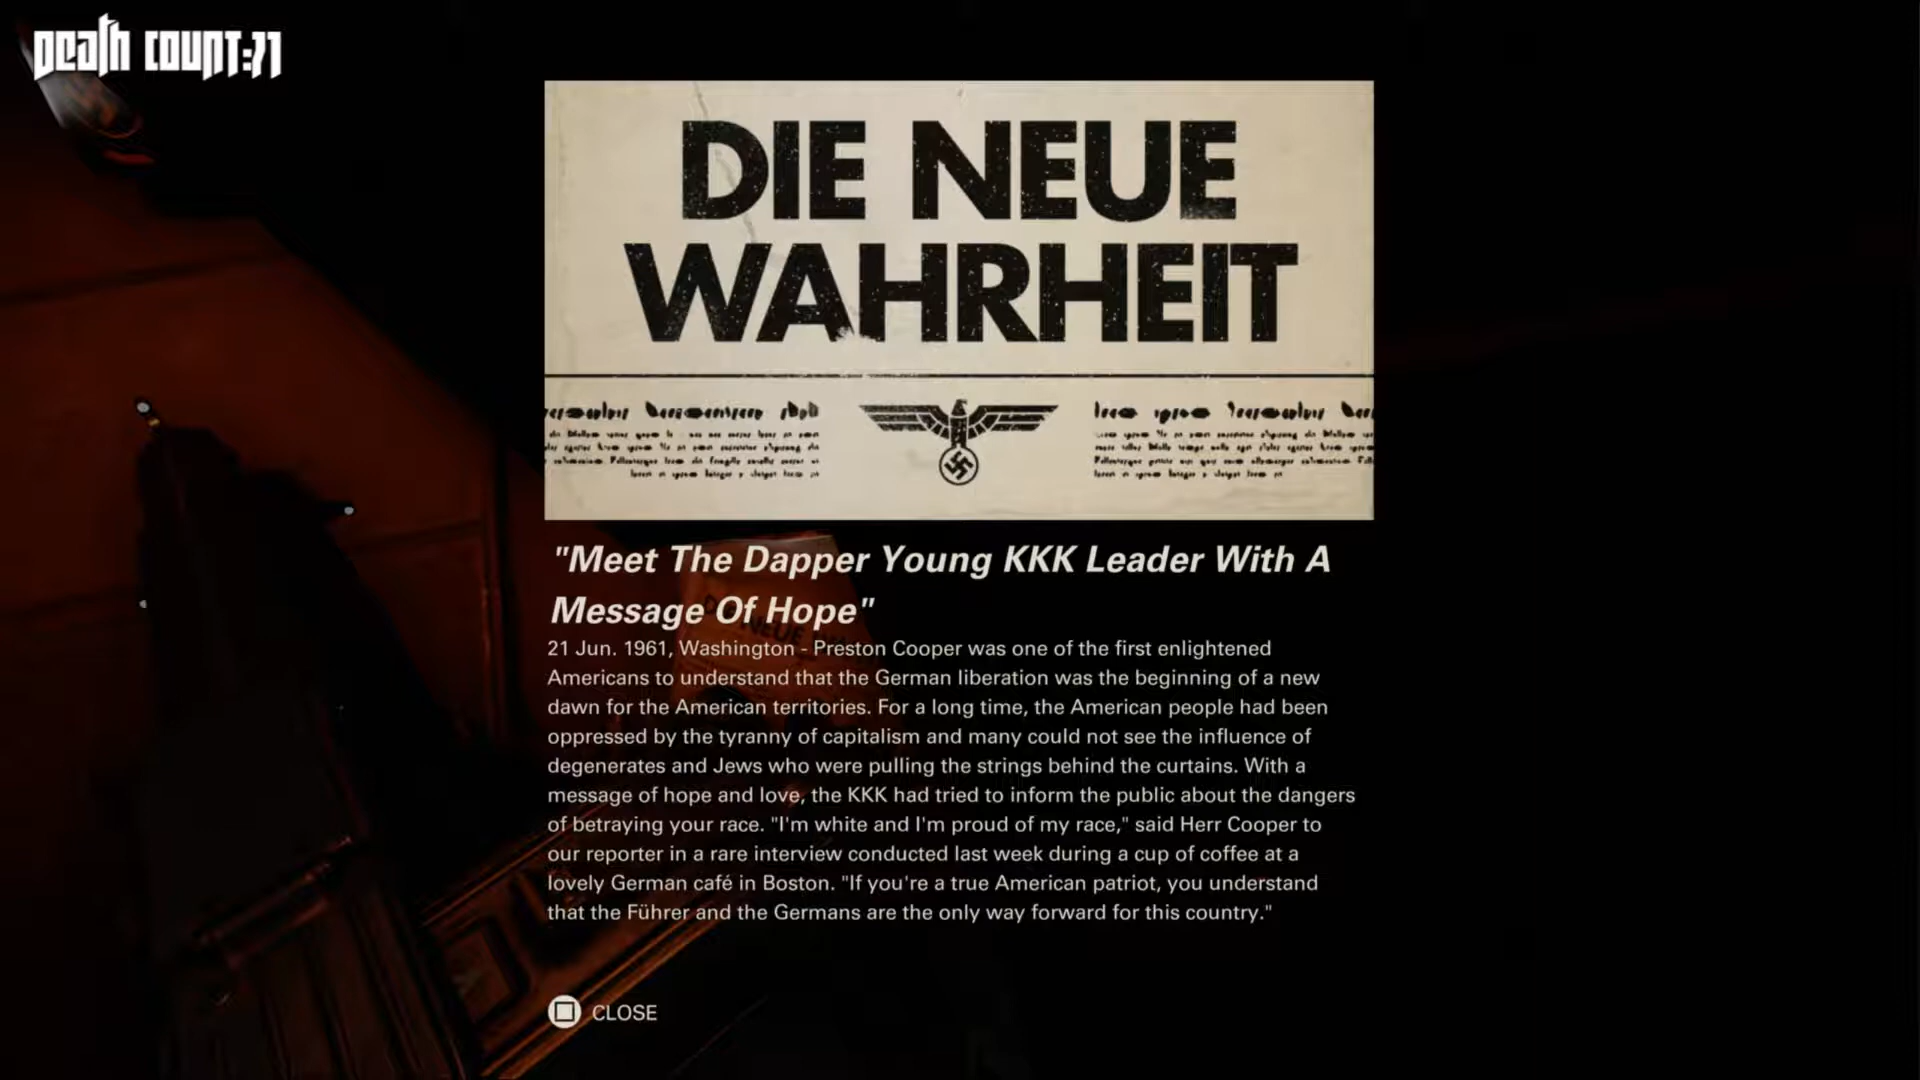 Death Count:71
DIE NEUE
WAHRHEIT
"Meet The Dapper Young KKK Leader With A
Message Of Hope"
21 Jun. 1961, Washington - Preston Cooper was one of the first enlightened
Americans to understand that the German liberation was the beginning of a new
dawn for the American territories. For a long time, the American people had been
oppressed by the tyranny of capitalism and many could not see the influence of
degenerates and Jews who were pulling the strings behind the curtains. With a
message of hope and love, the KKK had tried to inform the public about the dangers
of betraying your race. "I'm white and I'm proud of my race," said Herr Cooper to
our reporter in a rare interview conducted last week during a cup of coffee at a
lovely German café in Boston. "If you're a true American patriot, you understand
that the Führer and the Germans are the only way forward for this country."
CLOSE